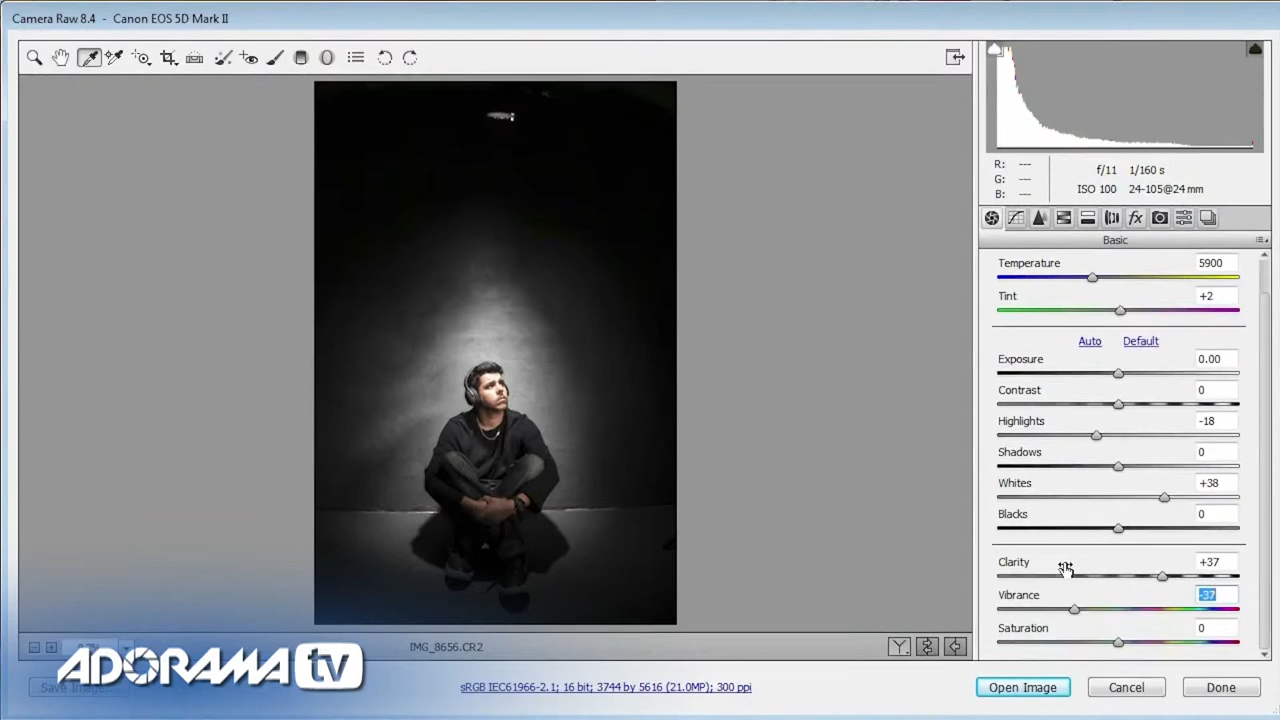 Camera Raw 8.4 - Canon EOS 5D Mark II
R: ---
G: ---
B: ---
f/11 1/160 s
ISO 100 24-105@24 mm
fx
Basic
Temperature 5900
Tint +2
Auto Default
Exposure 0.00
Contrast 0
Highlights -18
Shadows 0
Whites +38
Blacks 0
Clarity +37
Vibrance -37
Saturation 0
IMG_8656.CR2
Y
ADORAMA tv
Save Image...
sRGB IEC61966-2.1; 16 bit; 3744 by 5616 (21.0MP); 300 ppi
Open Image Cancel Done